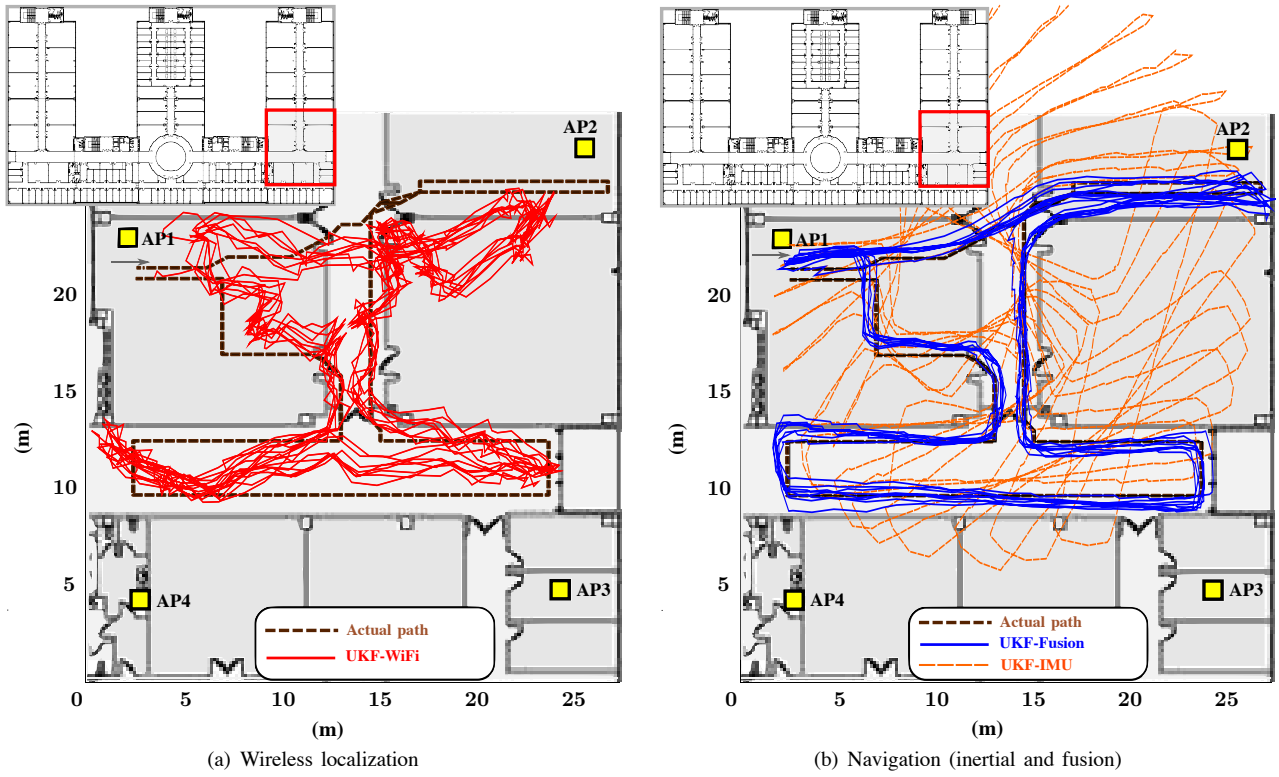 AP2
AP1
20
15
(m)
10
5
AP4
AP3
Actual path
UKF-WiFi
0
5
10
15
20
25
(m)
(a) Wireless localization
AP2
AP1
20
15
(m)
10
5
AP4
AP3
Actual path
UKF-Fusion
UKF-IMU
0
5
10
15
20
25
(m)
(b) Navigation (inertial and fusion)